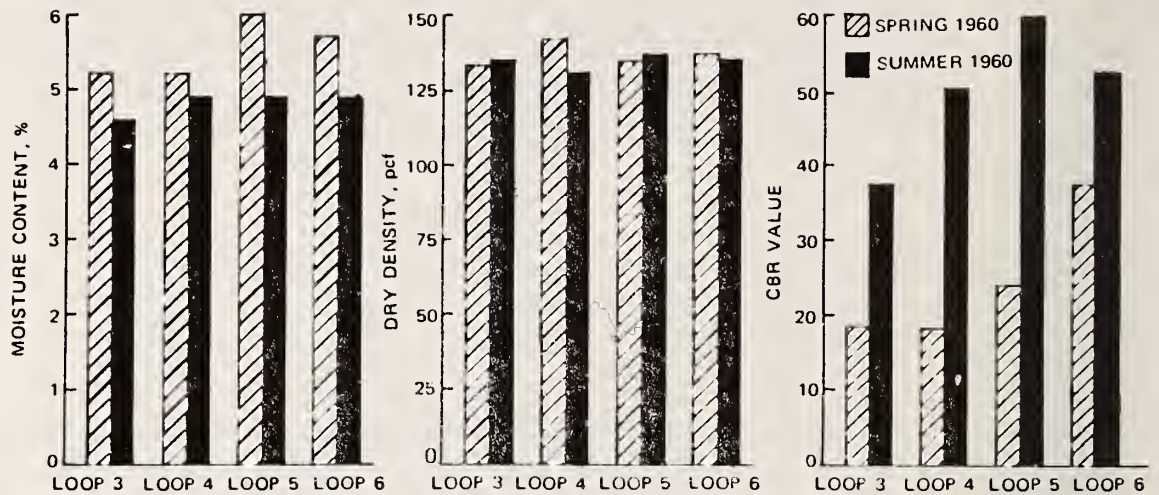 MOISTURE CONTENT, %
6
5
4
3
2
1
0
LOOP 3 LOOP 4 LOOP 5 LOOP 6
DRY DENSITY, pcf
150
125
100
75
50
25
0
LOOP 3 LOOP 4 LOOP 5 LOOP 6
CBR VALUE
60
50
40
30
20
10
0
LOOP 3 LOOP 4 LOOP 5 LOOP 6
SPRING 1960
SUMMER 1960